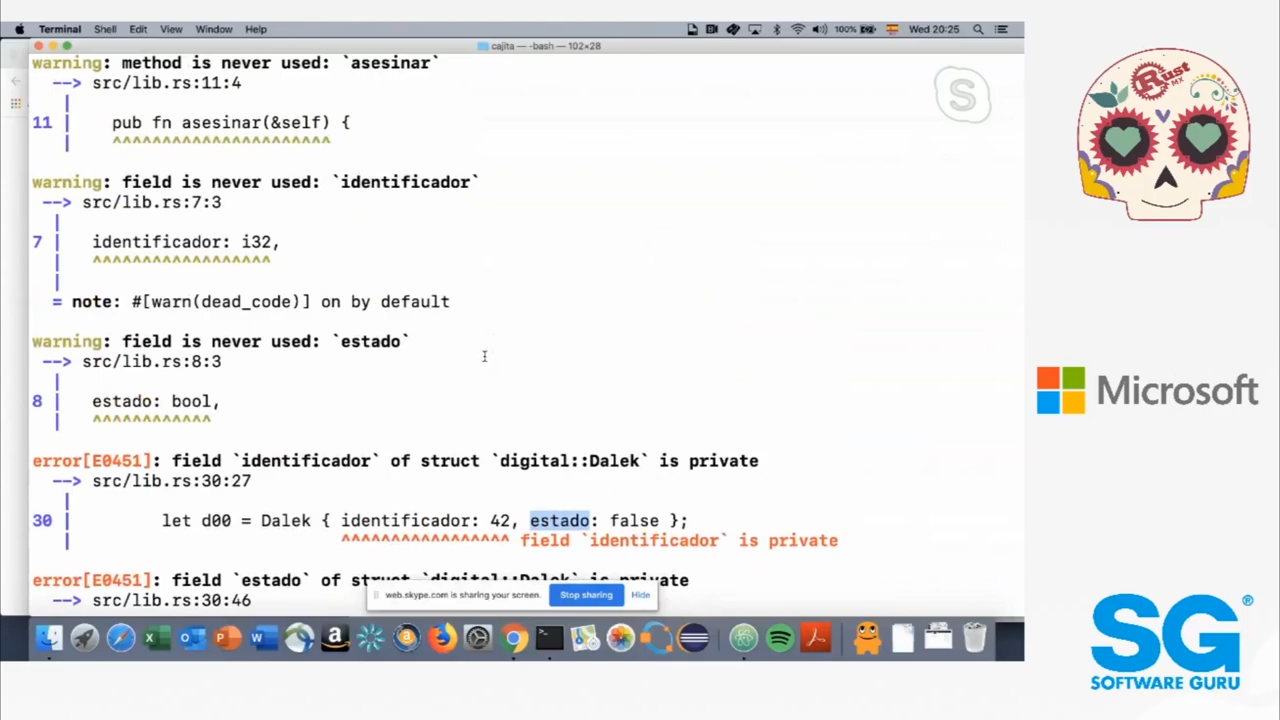 Terminal Shell Edit View Window Help 100% Wed 20:25
cajita — -bash — 102×28
warning: method is never used: `asesinar`
--> src/lib.rs:11:4
|
11 | pub fn asesinar(&self) {
| ^^^^^^^^^^^^^^^^^^^^^^
warning: field is never used: `identificador`
--> src/lib.rs:7:3
|
7 | identificador: i32,
| ^^^^^^^^^^^^^^^^^^
|
= note: #[warn(dead_code)] on by default
warning: field is never used: `estado`
--> src/lib.rs:8:3
|
8 | estado: bool,
| ^^^^^^^^^^^^
error[E0451]: field `identificador` of struct `digital::Dalek` is private
--> src/lib.rs:30:27
|
30 | let d00 = Dalek { identificador: 42, estado: false };
| ^^^^^^^^^^^^^^^^^ field `identificador` is private
error[E0451]: field `estado` of struct `digital::Dalek` is private
--> src/lib.rs:30:46
web.skype.com is sharing your screen. Stop sharing Hide
Rust MX
Microsoft
SG®
SOFTWARE GURU